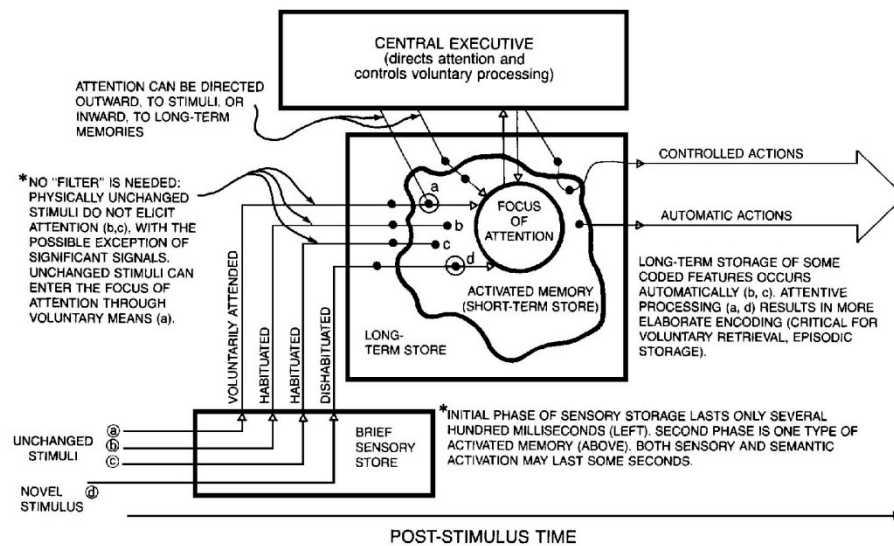 CENTRAL EXECUTIVE
(directs attention and
controls voluntary processing)
ATTENTION CAN BE DIRECTED
OUTWARD, TO STIMULI, OR
INWARD, TO LONG-TERM
MEMORIES
*NO "FILTER" IS NEEDED:
PHYSICALLY UNCHANGED
STIMULI DO NOT ELICIT
ATTENTION (b,c), WITH THE
POSSIBLE EXCEPTION OF
SIGNIFICANT SIGNALS.
UNCHANGED STIMULI CAN
ENTER THE FOCUS OF
ATTENTION THROUGH
VOLUNTARY MEANS (a).
a
b
c
d
FOCUS
OF
ATTENTION
ACTIVATED MEMORY
(SHORT-TERM STORE)
LONG-
TERM STORE
CONTROLLED ACTIONS
AUTOMATIC ACTIONS
LONG-TERM STORAGE OF SOME
CODED FEATURES OCCURS
AUTOMATICALLY (b, c). ATTENTIVE
PROCESSING (a, d) RESULTS IN MORE
ELABORATE ENCODING (CRITICAL FOR
VOLUNTARY RETRIEVAL, EPISODIC
STORAGE).
VOLUNTARILY ATTENDED
HABITUATED
HABITUATED
DISHABITUATED
UNCHANGED
STIMULI
a
b
c
NOVEL
STIMULUS
d
BRIEF
SENSORY
STORE
*INITIAL PHASE OF SENSORY STORAGE LASTS ONLY SEVERAL
HUNDRED MILLISECONDS (LEFT). SECOND PHASE IS ONE TYPE OF
ACTIVATED MEMORY (ABOVE). BOTH SENSORY AND SEMANTIC
ACTIVATION MAY LAST SOME SECONDS.
POST-STIMULUS TIME